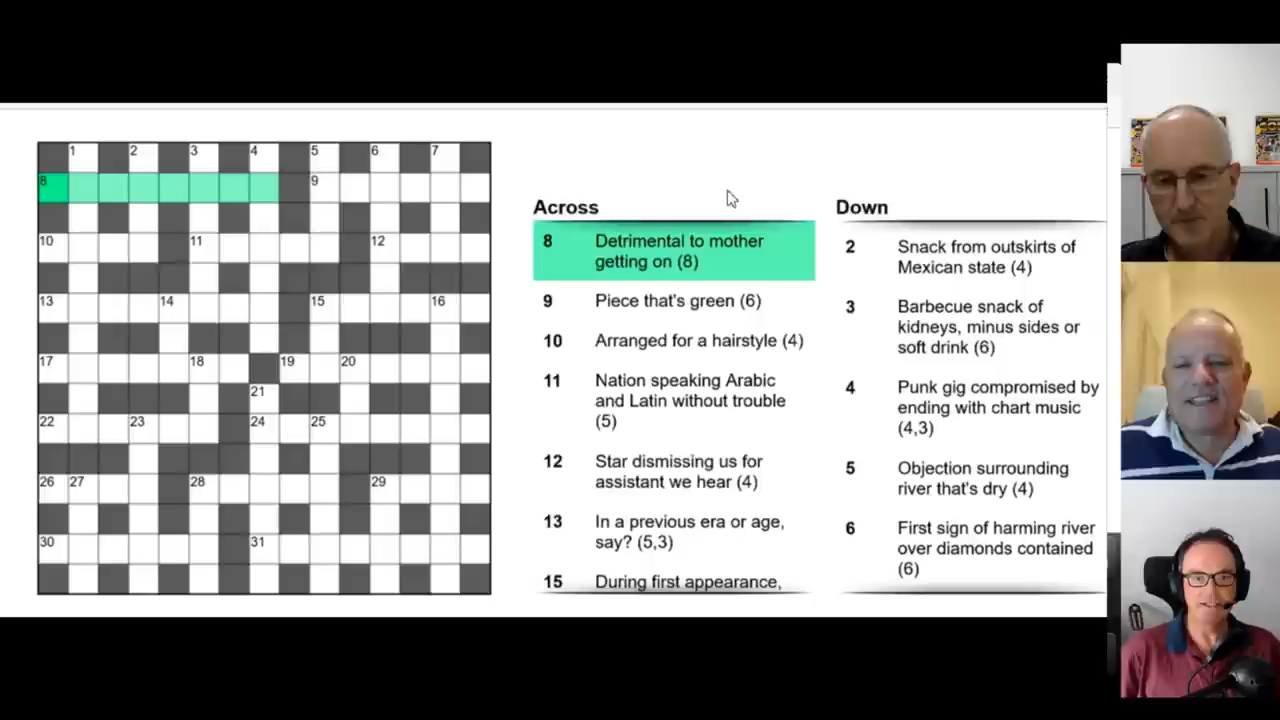 1 2 3 4 5 6 7
8 9
10 11 12
13 14 15 16
17 18 19 20
21
22 23 24 25
26 27 28 29
30 31
Across
8 Detrimental to mother
getting on (8)
9 Piece that's green (6)
10 Arranged for a hairstyle (4)
11 Nation speaking Arabic
and Latin without trouble
(5)
12 Star dismissing us for
assistant we hear (4)
13 In a previous era or age,
say? (5,3)
15 During first appearance,
Down
2 Snack from outskirts of
Mexican state (4)
3 Barbecue snack of
kidneys, minus sides or
soft drink (6)
4 Punk gig compromised by
ending with chart music
(4,3)
5 Objection surrounding
river that's dry (4)
6 First sign of harming river
over diamonds contained
(6)